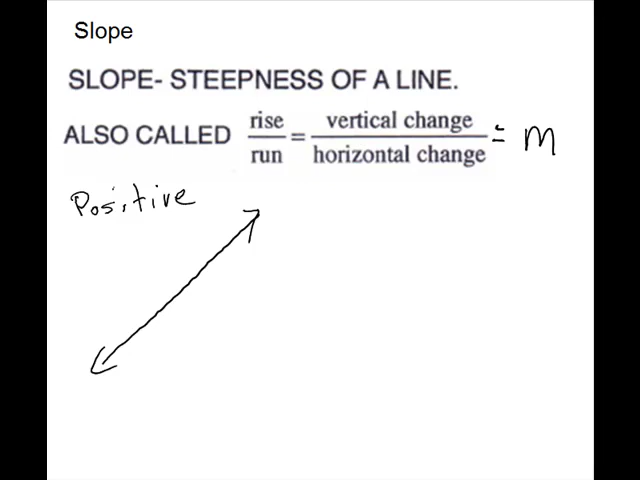 Slope
SLOPE- STEEPNESS OF A LINE.
ALSO CALLED rise/run = vertical change/horizontal change = m
Positive